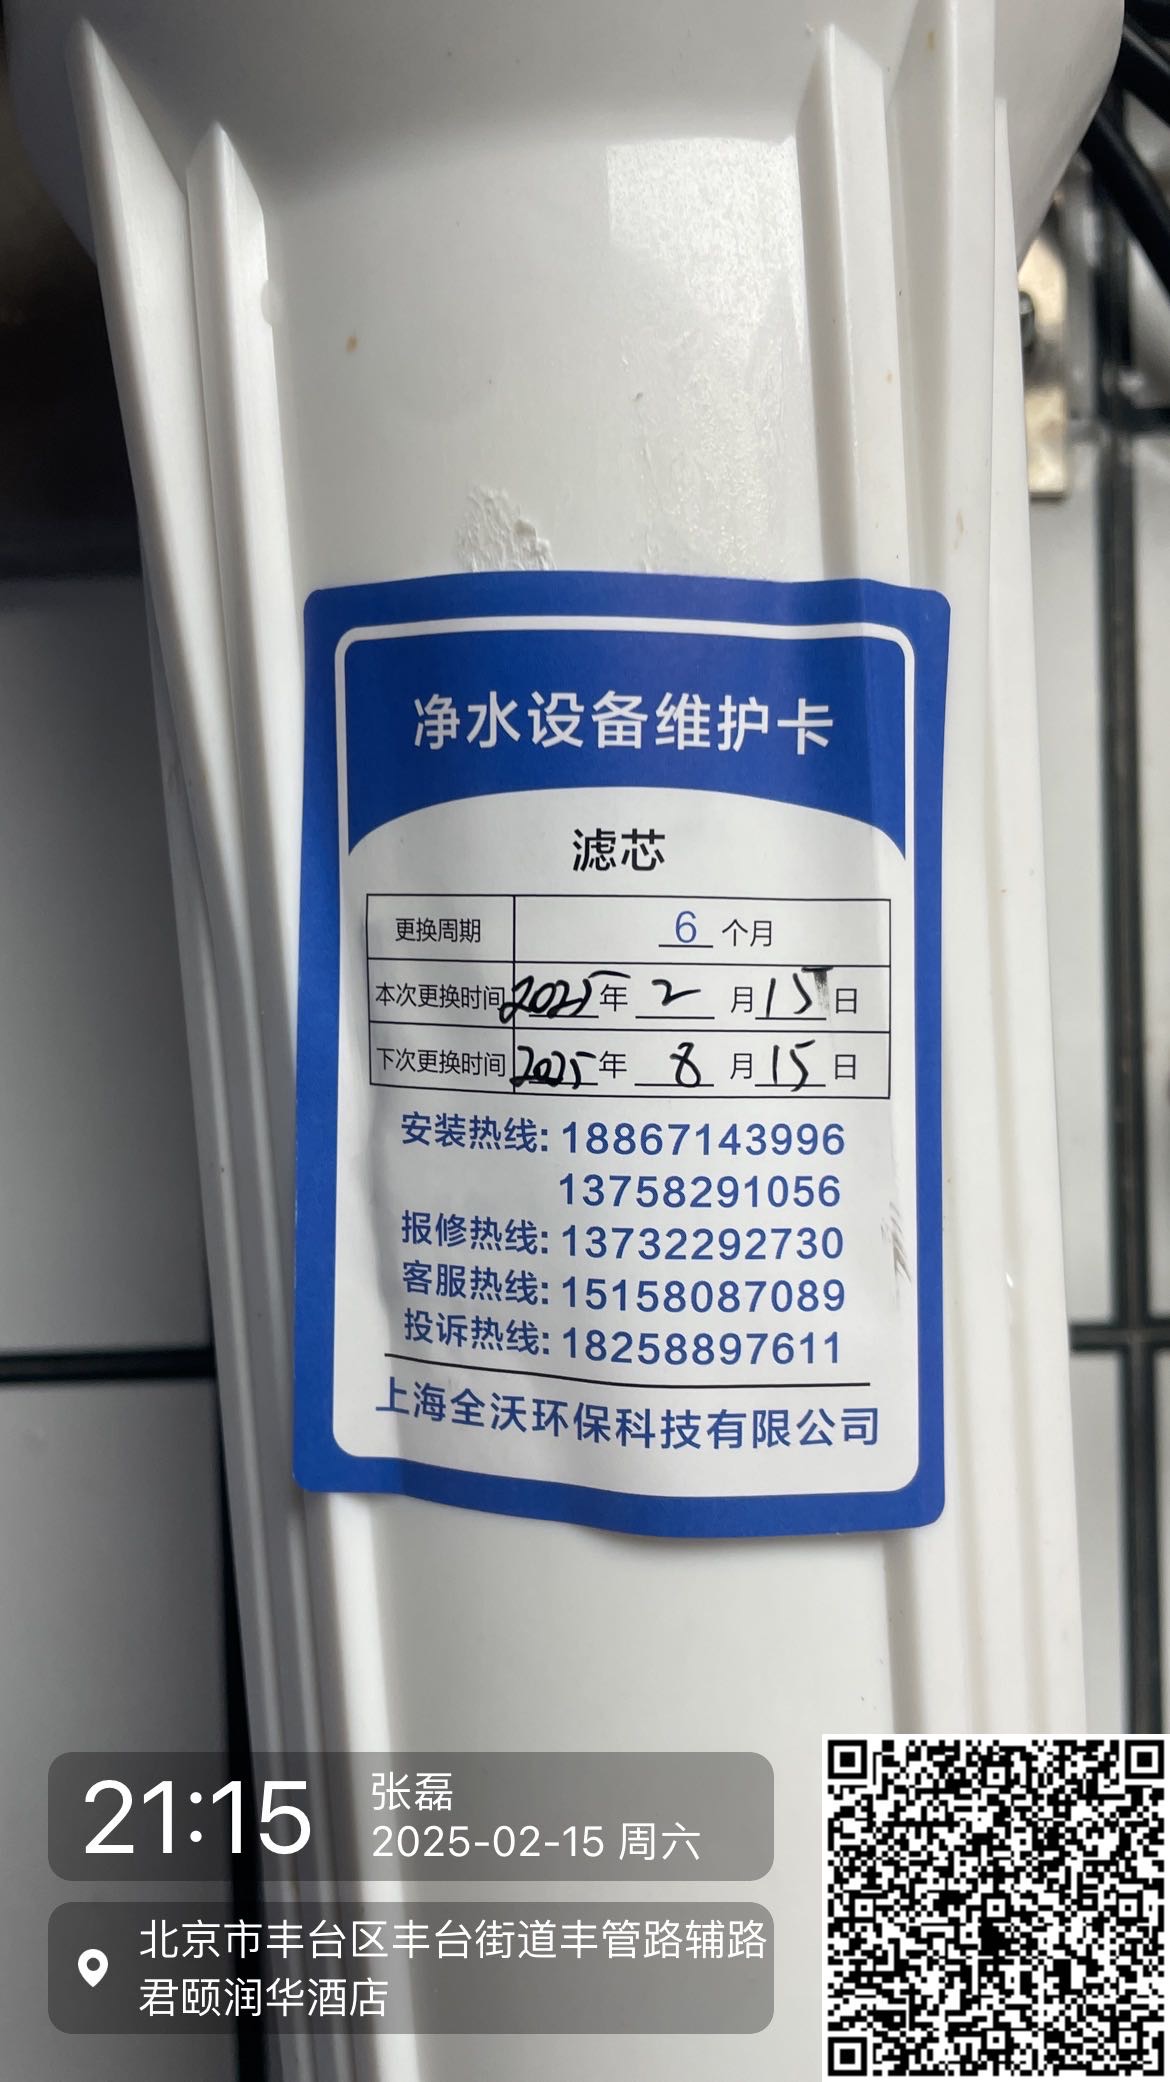 净水设备维护卡
滤芯
更换周期 6 个月
本次更换时间 2025 年 2 月 15 日
下次更换时间 2025 年 8 月 15 日
安装热线: 18867143996
13758291056
报修热线: 13732292730
客服热线: 15158087089
投诉热线: 18258897611
上海全沃环保科技有限公司
21:15
张磊
2025-02-15 周六
北京市丰台区丰台街道丰管路辅路
君颐润华酒店